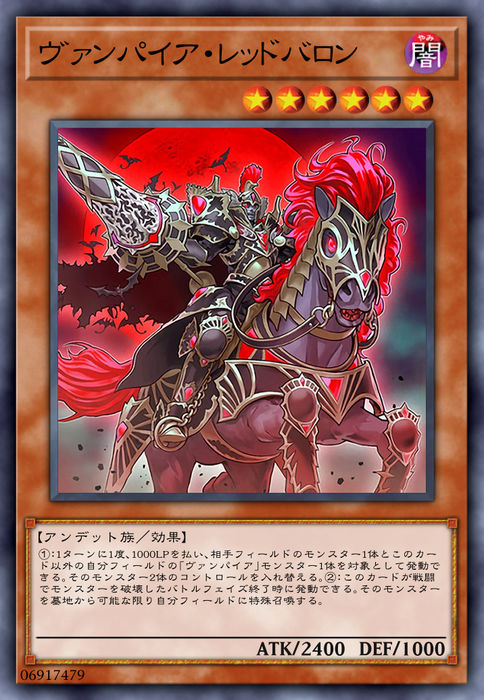 ヴァンパイア・レッドバロン
やみ
闇
【アンデット族／効果】
①:1ターンに1度、1000LPを払い、相手フィールドのモンスター1体とこのカー
ド以外の自分フィールドの「ヴァンパイア」モンスター1体を対象として発動で
きる。そのモンスター2体のコントロールを入れ替える。②:このカードが戦闘
でモンスターを破壊したバトルフェイズ終了時に発動できる。そのモンスター
を墓地から可能な限り自分フィールドに特殊召喚する。
ATK/2400 DEF/1000
06917479